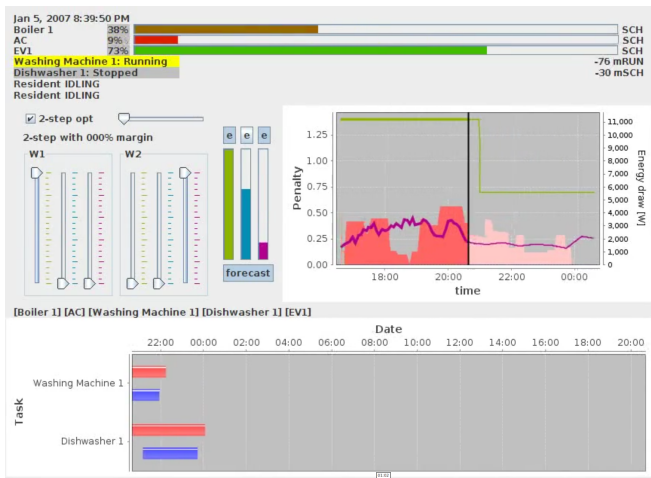 Jan 5, 2007 8:39:50 PM
Boiler 1 38% SCH
AC 9% SCH
EV1 73% SCH
Washing Machine 1: Running -76 mRUN
Dishwasher 1: Stopped -30 mSCH
Resident IDLING
Resident IDLING
2-step opt
2-step with 000% margin
W1 W2
e e e
forecast
Penalty
1.25
1.00
0.75
0.50
0.25
0.00
11,000
10,000
9,000
8,000
7,000
6,000
5,000
4,000
3,000
2,000
1,000
0
Energy draw [W]
18:00 20:00 22:00 00:00
time
[Boiler 1] [AC] [Washing Machine 1] [Dishwasher 1] [EV1]
Date
22:00 00:00 02:00 04:00 06:00 08:00 10:00 12:00 14:00 16:00 18:00 20:00
Task
Washing Machine 1
Dishwasher 1